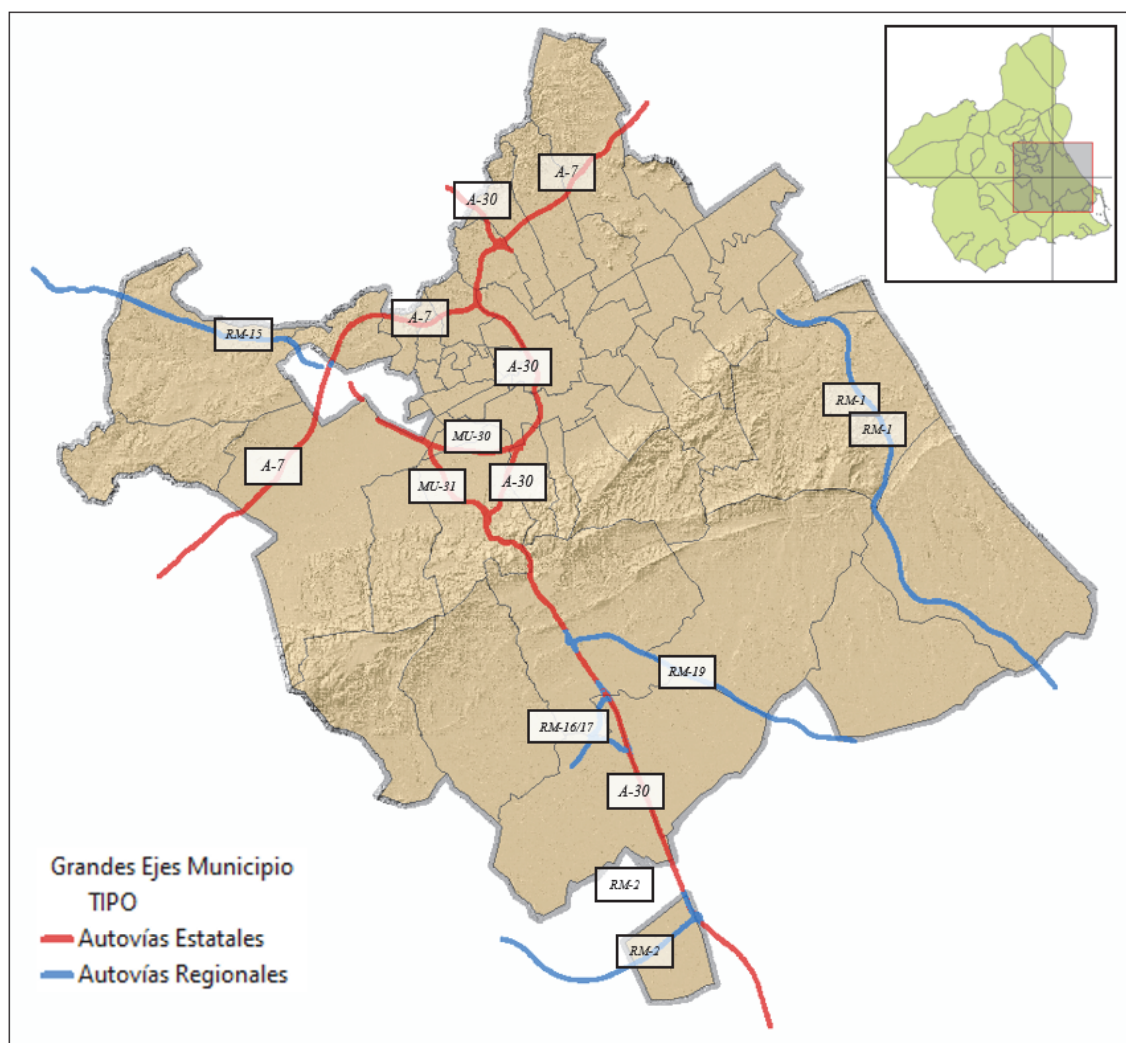 A-7
A-30
A-7
RM-15
A-30
RM-1
RM-1
MU-30
A-7
MU-31
A-30
RM-19
RM-16/17
A-30
RM-2
RM-2
Grandes Ejes Municipio
TIPO
Autovías Estatales
Autovías Regionales